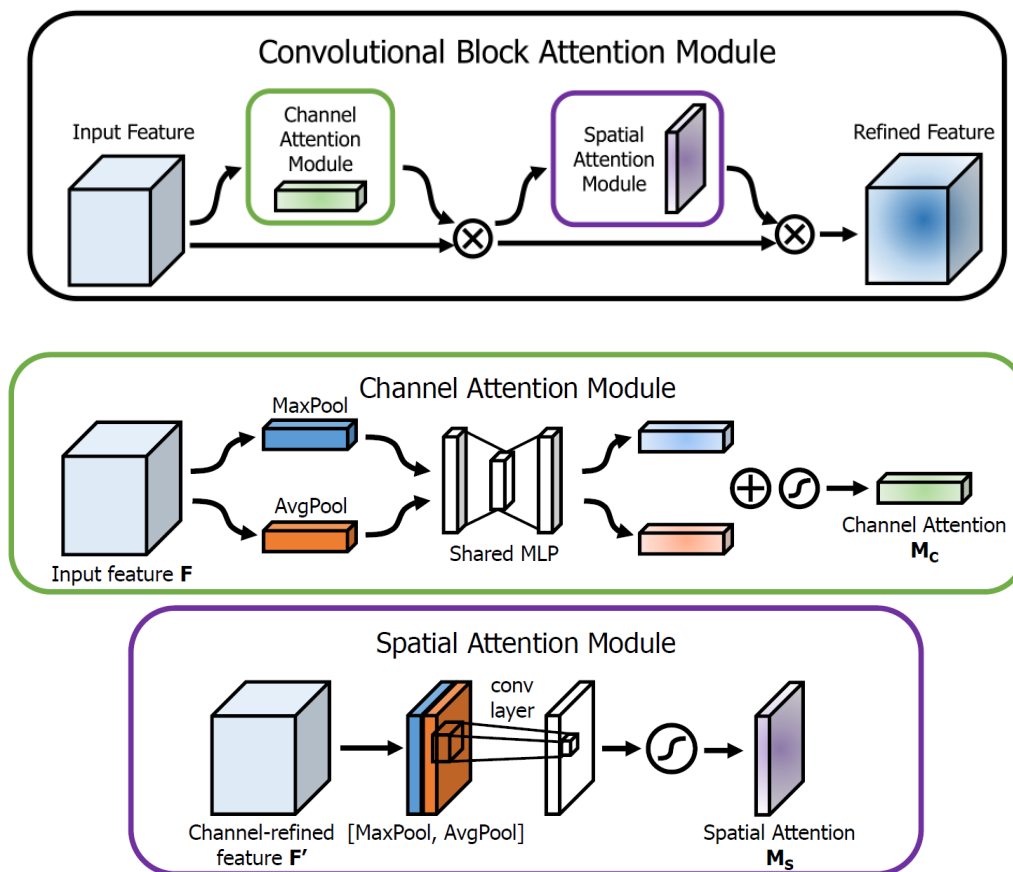 Convolutional Block Attention Module
Input Feature
Channel
Attention
Module
Spatial
Attention
Module
Refined Feature
Channel Attention Module
MaxPool
AvgPool
Input feature F
Shared MLP
Channel Attention
Mc
Spatial Attention Module
conv
layer
Channel-refined
feature F'
[MaxPool, AvgPool]
Spatial Attention
Ms